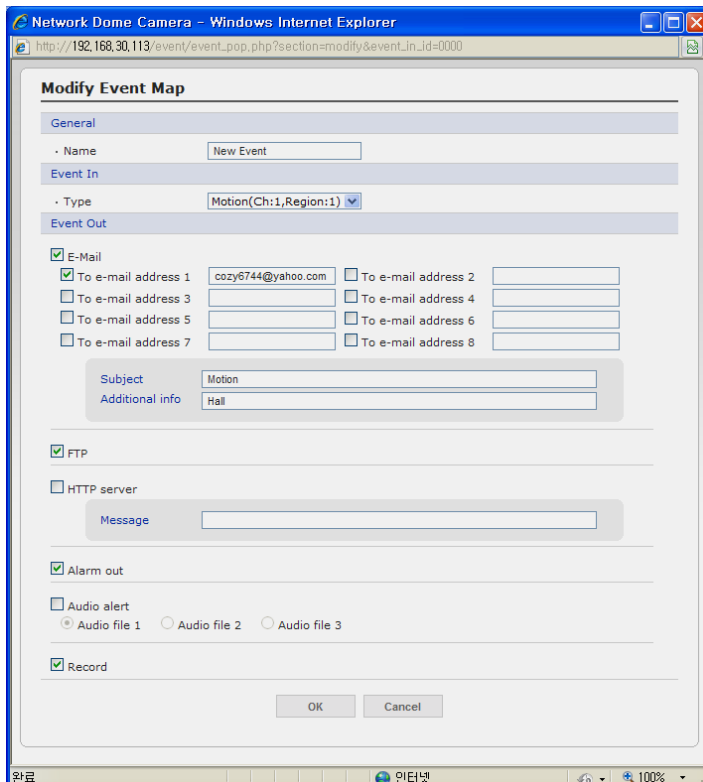 Network Dome Camera - Windows Internet Explorer
http://192,168,30,113/event/event_pop,php?section=modify&event_in_id=0000
Modify Event Map
General
· Name New Event
Event In
· Type Motion(Ch:1,Region:1)
Event Out
E-Mail
To e-mail address 1 cozy6744@yahoo.com To e-mail address 2
To e-mail address 3 To e-mail address 4
To e-mail address 5 To e-mail address 6
To e-mail address 7 To e-mail address 8
Subject Motion
Additional info Hall
FTP
HTTP server
Message
Alarm out
Audio alert
Audio file 1 Audio file 2 Audio file 3
Record
OK Cancel
완료 인터넷 100%